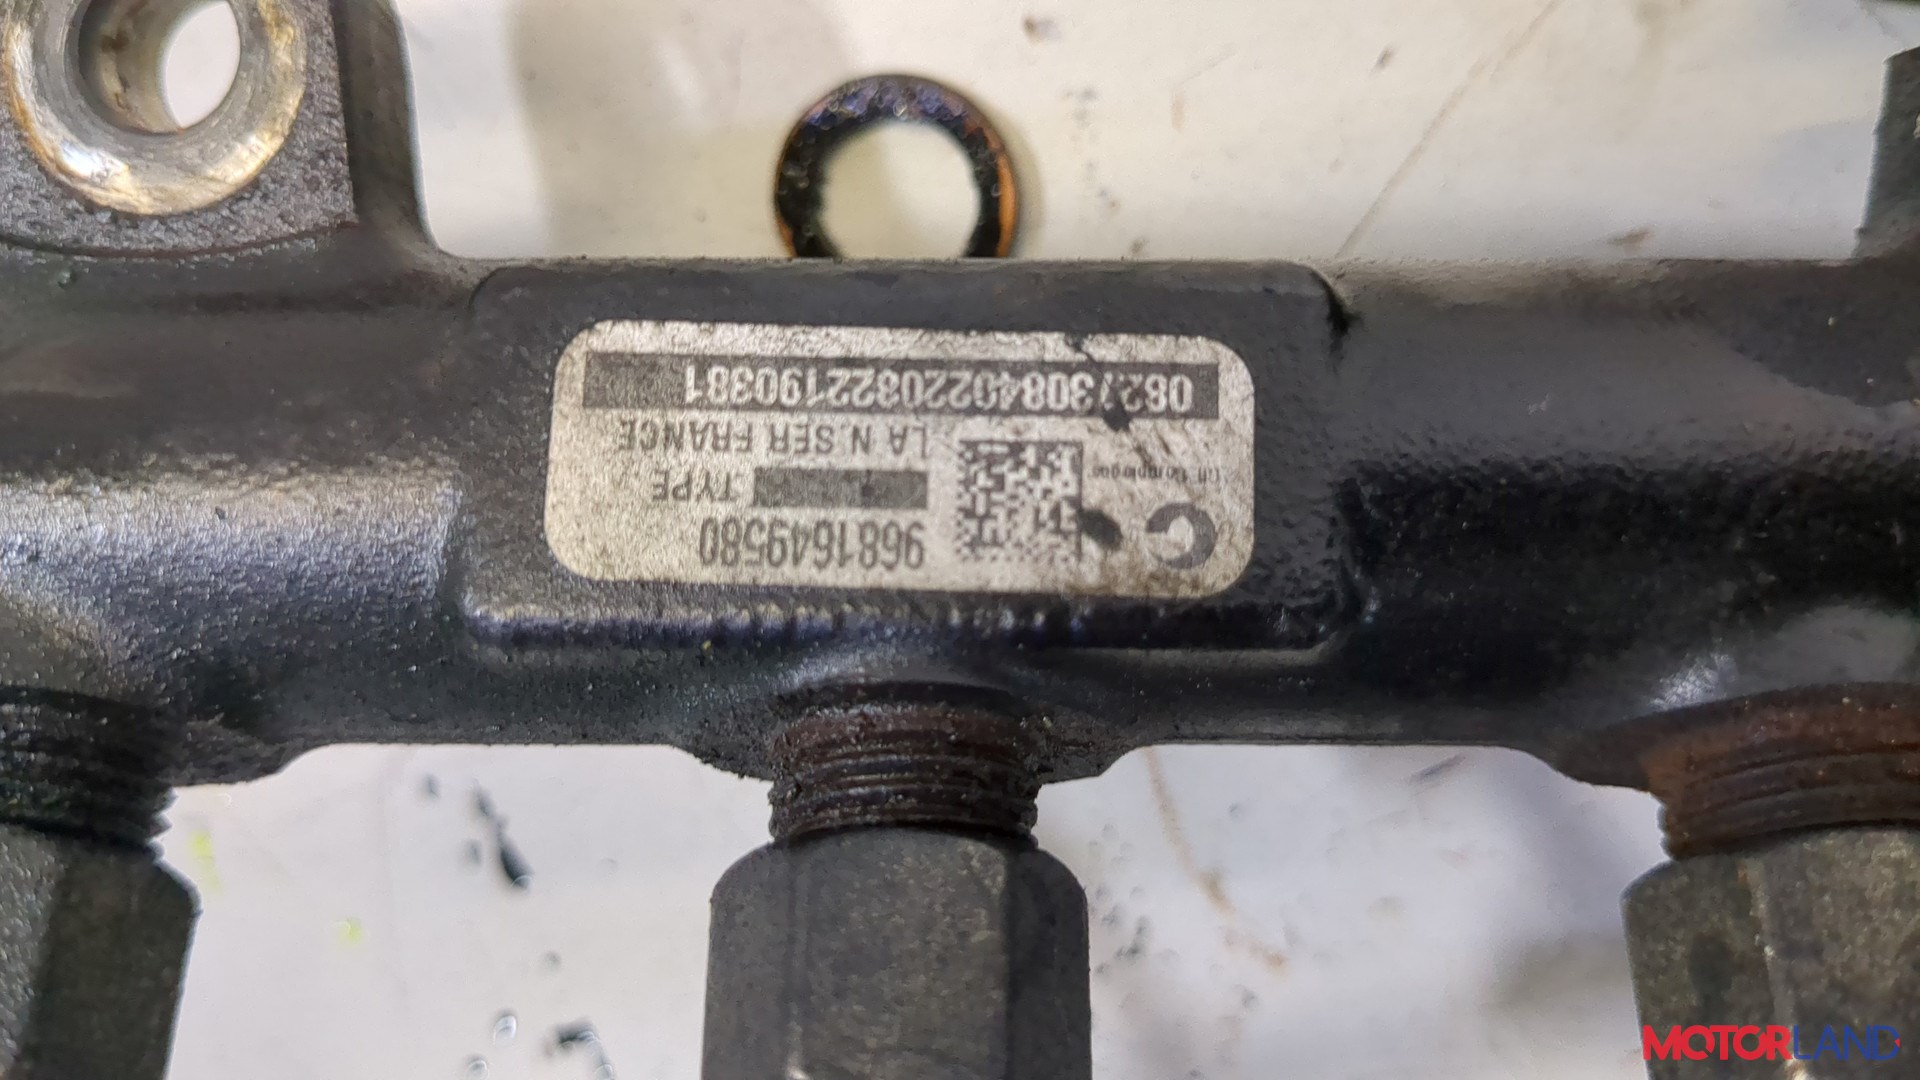 9681649580
TYPE
LA N.SER FRANCE
082730840220822190381
MOTORLAND